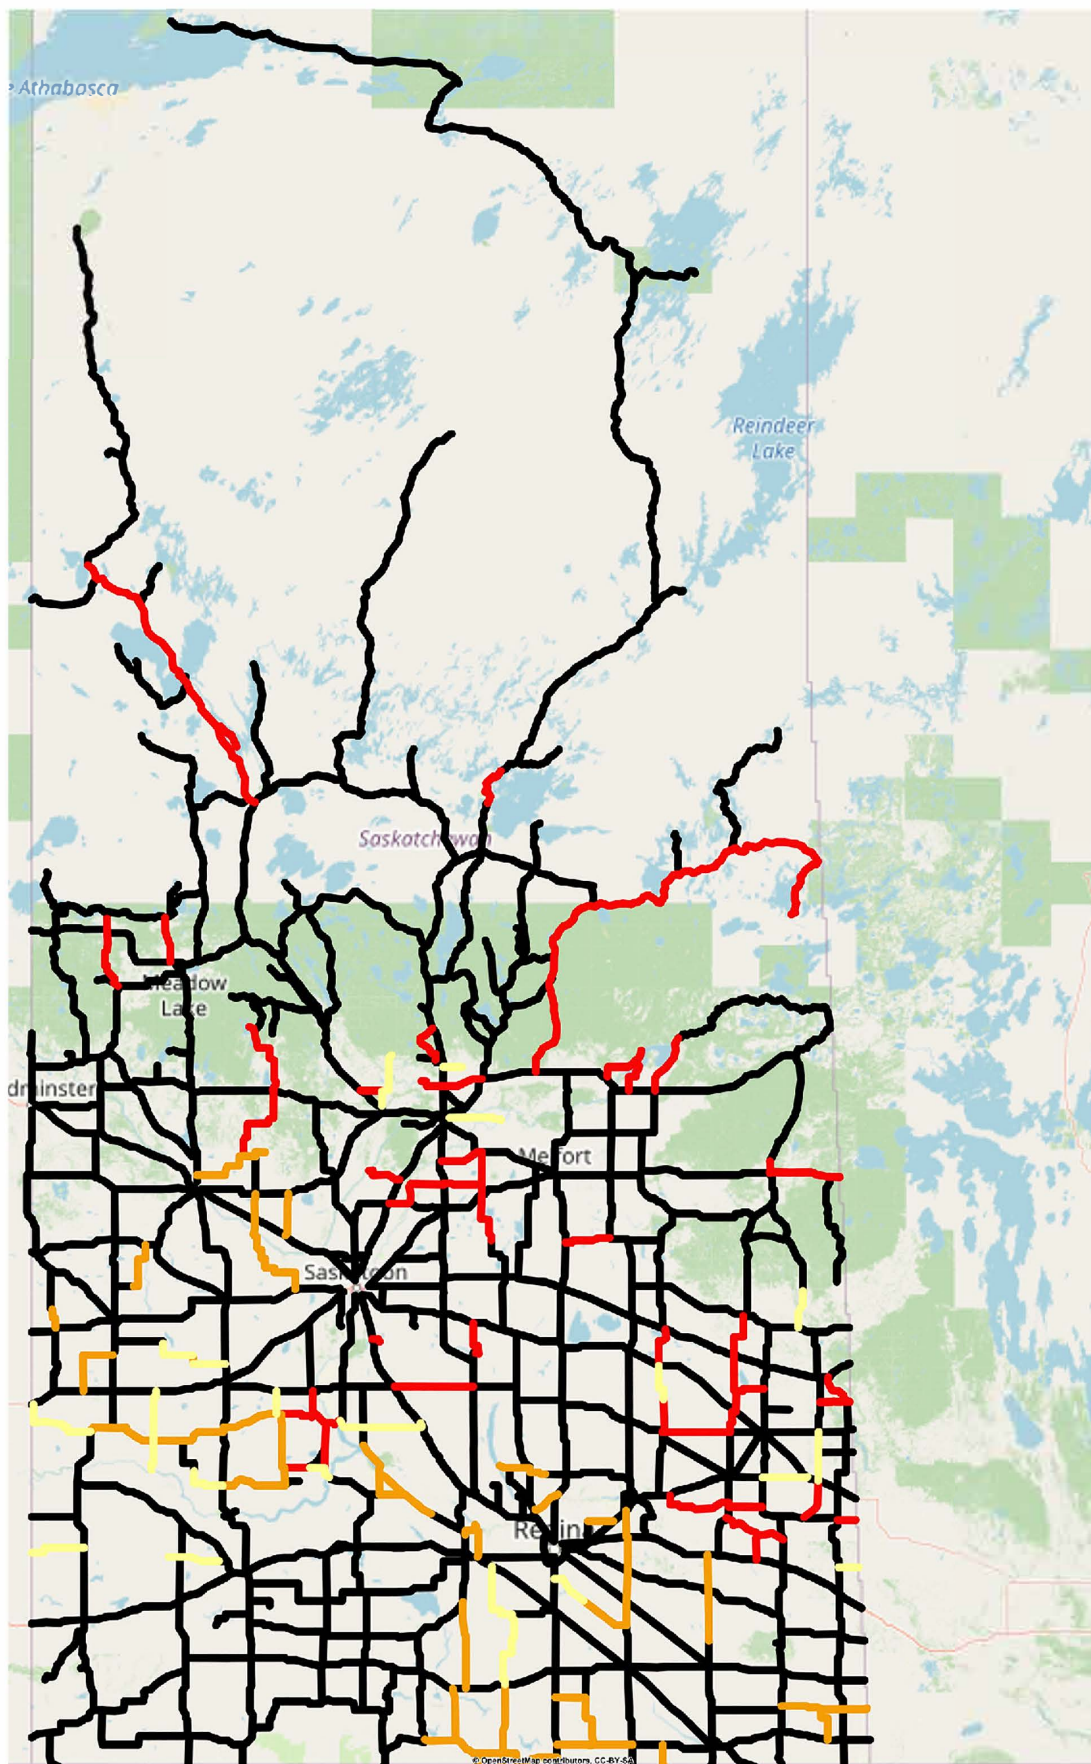 e Athabasca
Reindeer
Lake
Saskatchewan
Meadow
Lake
dminster
Melfort
Saskatoon
Regina
© OpenStreetMap contributors, CC-BY-SA